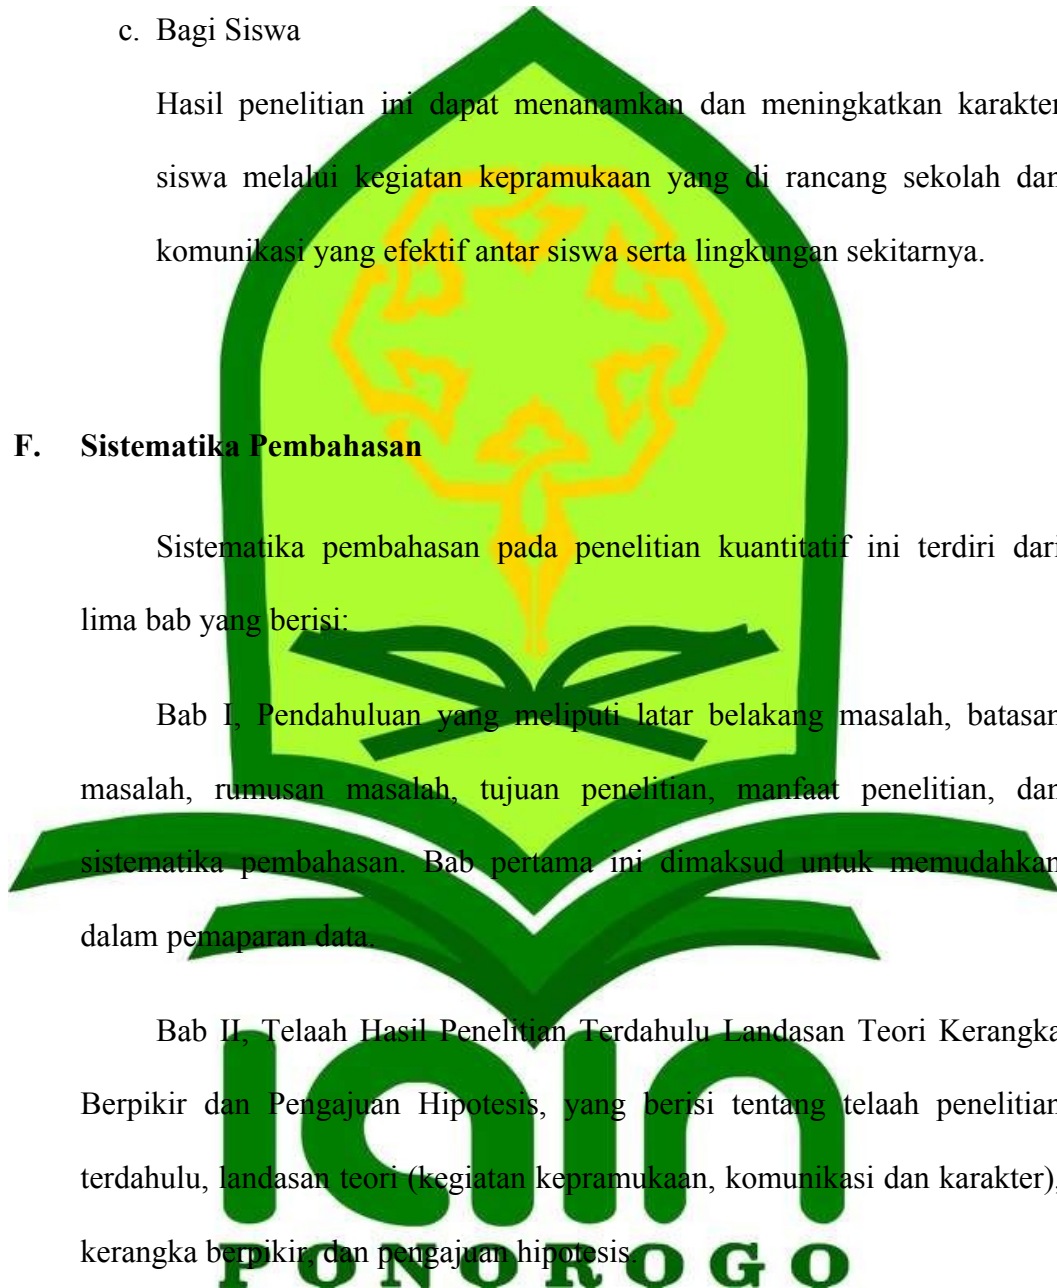 c. Bagi Siswa
Hasil penelitian ini dapat menanamkan dan meningkatkan karakter
siswa melalui kegiatan kepramukaan yang di rancang sekolah dan
komunikasi yang efektif antar siswa serta lingkungan sekitarnya.
F. Sistematika Pembahasan
Sistematika pembahasan pada penelitian kuantitatif ini terdiri dari
lima bab yang berisi:
Bab I, Pendahuluan yang meliputi latar belakang masalah, batasan
masalah, rumusan masalah, tujuan penelitian, manfaat penelitian, dan
sistematika pembahasan. Bab pertama ini dimaksud untuk memudahkan
dalam pemaparan data.
Bab II, Telaah Hasil Penelitian Terdahulu Landasan Teori Kerangka
Berpikir dan Pengajuan Hipotesis, yang berisi tentang telaah penelitian
terdahulu, landasan teori (kegiatan kepramukaan, komunikasi dan karakter),
kerangka berpikir, dan pengajuan hipotesis.
iain
PONOROGO